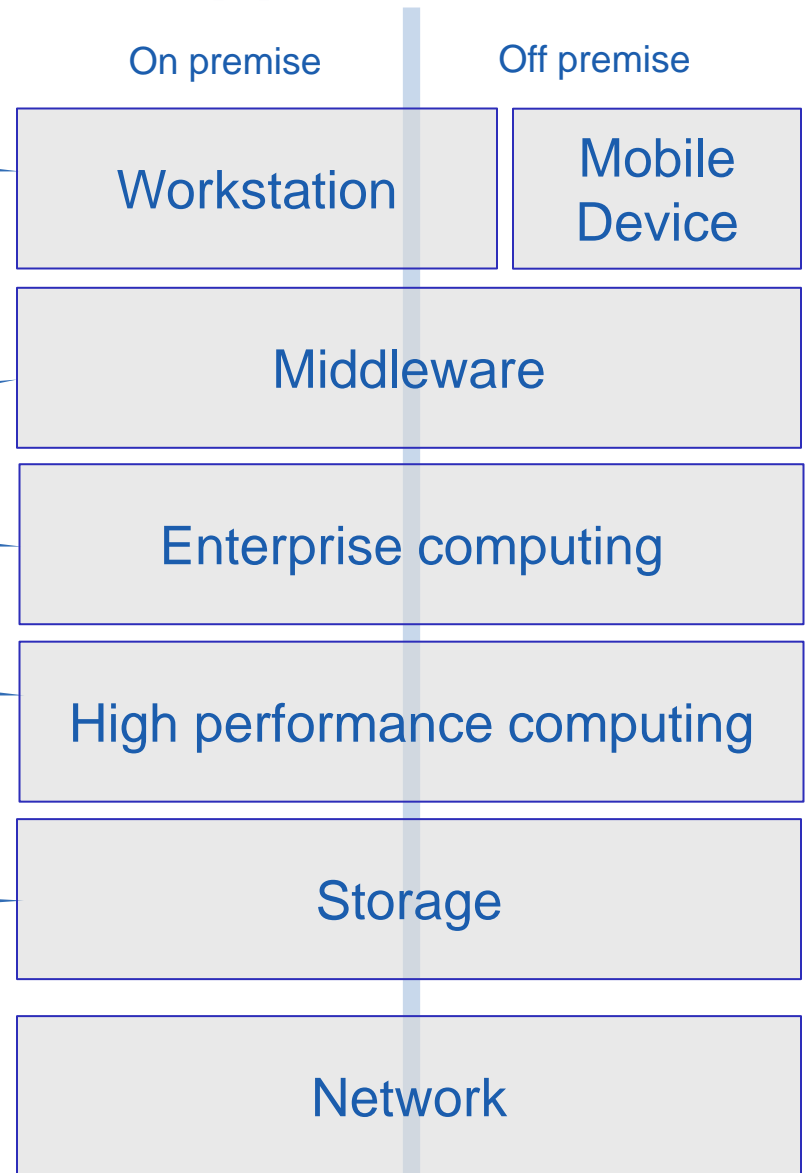 On premise
Off premise
Workstation
Mobile
Device
Middleware
Enterprise computing
High performance computing
Storage
Network